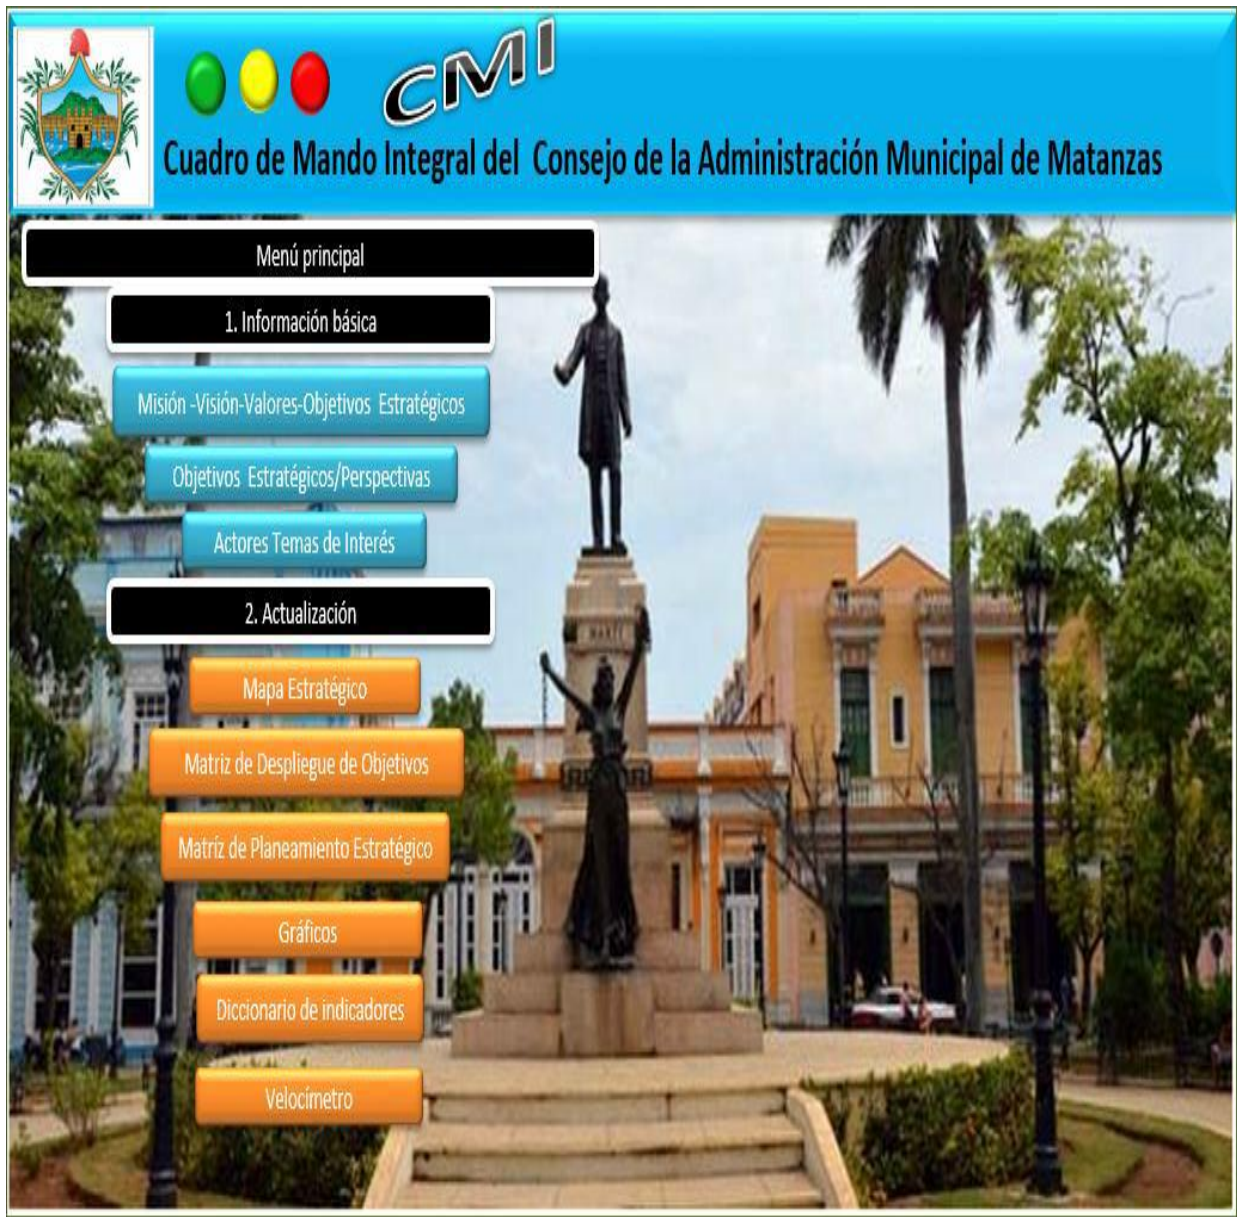 CMI
Cuadro de Mando Integral del Consejo de la Administración Municipal de Matanzas
Menú principal
1. Información básica
Misión -Visión-Valores-Objetivos Estratégicos
Objetivos Estratégicos/Perspectivas
Actores Temas de Interés
2. Actualización
MARTI
Mapa Estratégico
Matriz de Despliegue de Objetivos
Matríz de Planeamiento Estratégico
Gráficos
Diccionario de indicadores
Velocímetro